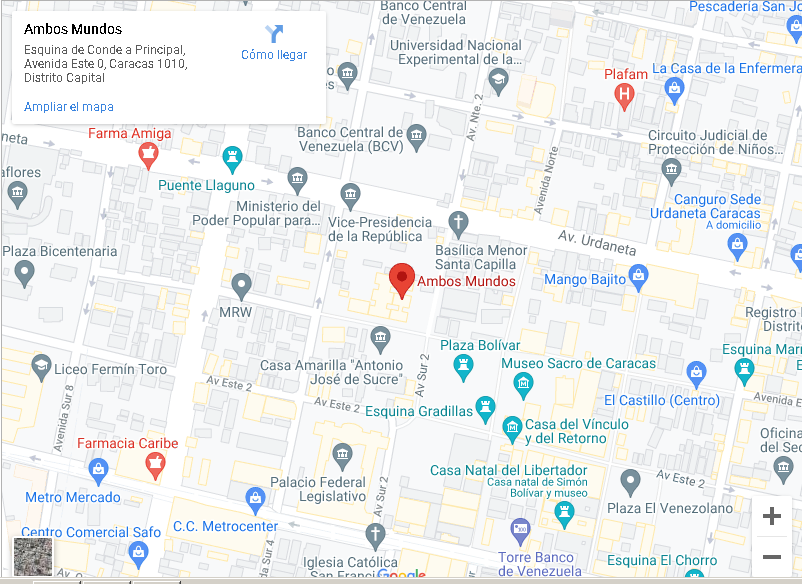 Ambos Mundos
Esquina de Conde a Principal,
Avenida Este 0, Caracas 1010,
Distrito Capital
Cómo llegar
Ampliar el mapa
Banco Central
de Venezuela
Pescadería San Jo
Universidad Nacional
Experimental de la...
Plafam
La Casa de la Enfermera
Av. Nte. 2
Farma Amiga
Banco Central de
Venezuela (BCV)
Circuito Judicial de
Protección de Niños...
Avenida Norte
aflores
Puente Llaguno
Ministerio del
Poder Popular para...
Vice-Presidencia
de la República
Canguro Sede
Urdaneta Caracas
A domicilio
Av. Urdaneta
Plaza Bicentenaria
Basílica Menor
Santa Capilla
Ambos Mundos
Mango Bajito
MRW
Registro
Distrito
Plaza Bolívar
Esquina Mar
Liceo Fermín Toro
Casa Amarilla "Antonio
José de Sucre"
Av Sur 2
Museo Sacro de Caracas
Av Este 2
Av Este 2
Esquina Gradillas
El Castillo (Centro)
Avenida E
Avenida Sur 8
Casa del Vínculo
y del Retorno
Oficina
del Sec
Farmacia Caribe
Palacio Federal
Legislativo
Casa Natal del Libertador
Casa natal de Simón
Bolívar y museo
Av Este 2
Metro Mercado
Av Sur 2
Plaza El Venezolano
Centro Comercial Safo
C.C. Metrocenter
Sur 4
Iglesia Católica
San Franci
Google
Torre Banco
de Venezuela
Esquina El Chorro